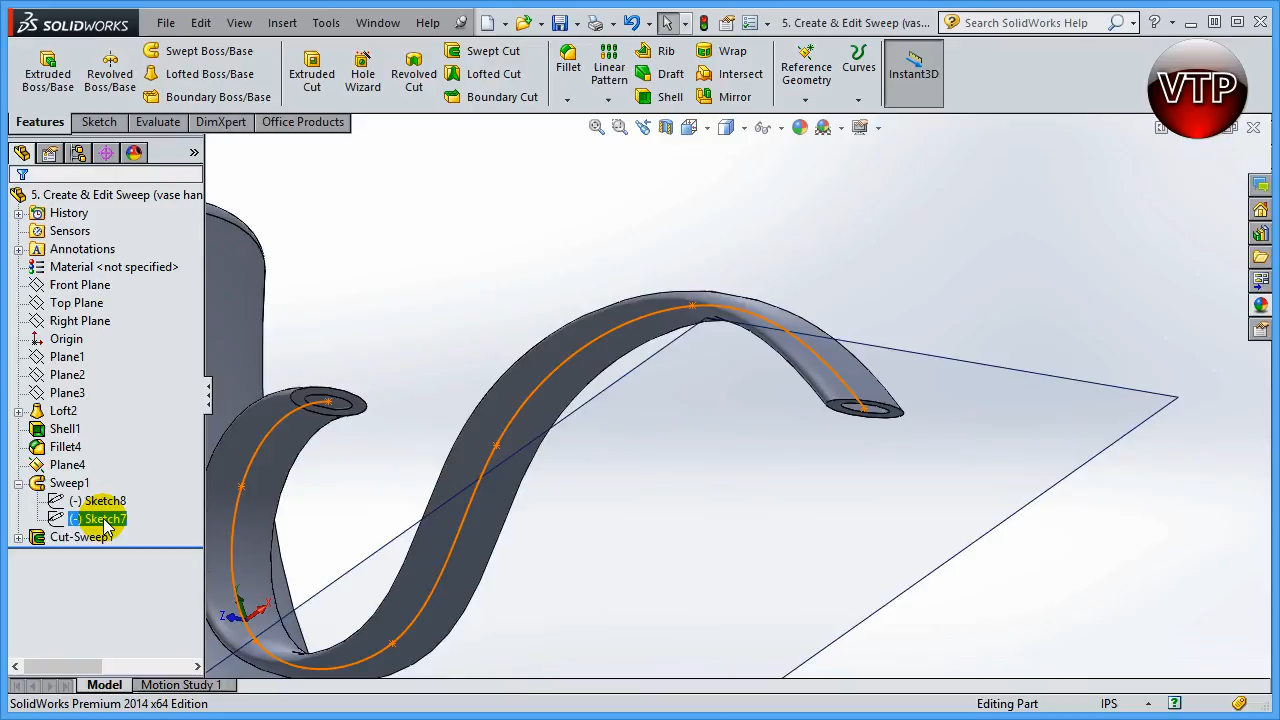 SOLIDWORKS File Edit View Insert Tools Window Help 5. Create & Edit Sweep (vas... Search SolidWorks Help
Extruded Boss/Base
Revolved Boss/Base
Swept Boss/Base
Lofted Boss/Base
Boundary Boss/Base
Extruded Cut
Hole Wizard
Revolved Cut
Swept Cut
Lofted Cut
Boundary Cut
Fillet
Linear Pattern
Rib
Draft
Shell
Wrap
Intersect
Mirror
Reference Geometry
Curves
Instant3D
VTP
Features Sketch Evaluate DimXpert Office Products
5. Create & Edit Sweep (vase han
History
Sensors
Annotations
Material <not specified>
Front Plane
Top Plane
Right Plane
Origin
Plane1
Plane2
Plane3
Loft2
Shell1
Fillet4
Plane4
Sweep1
(-) Sketch8
(-) Sketch7
Cut-Sweep1
Z X
Model Motion Study 1
SolidWorks Premium 2014 x64 Edition Editing Part IPS